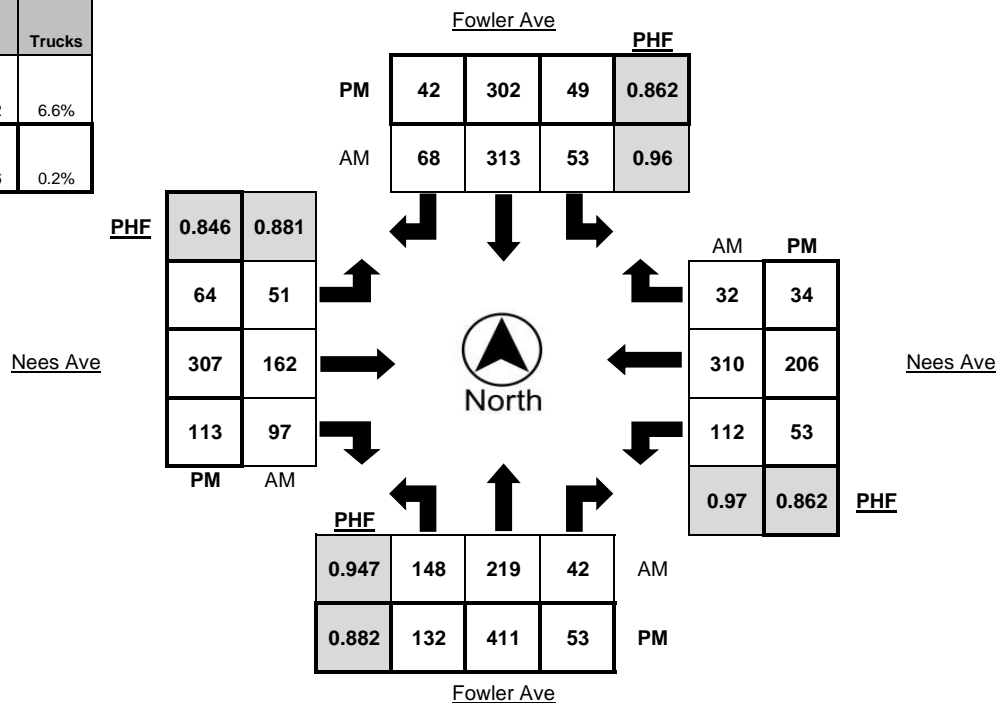 Fowler Ave
PHF
Trucks
PM 42 302 49 0.862
6.6%
AM 68 313 53 0.96
0.2%
PHF 0.846 0.881
AM PM
64 51
32 34
Nees Ave 307 162
North
310 206 Nees Ave
113 97
112 53
PM AM
0.97 0.862 PHF
PHF
0.947 148 219 42 AM
0.882 132 411 53 PM
Fowler Ave